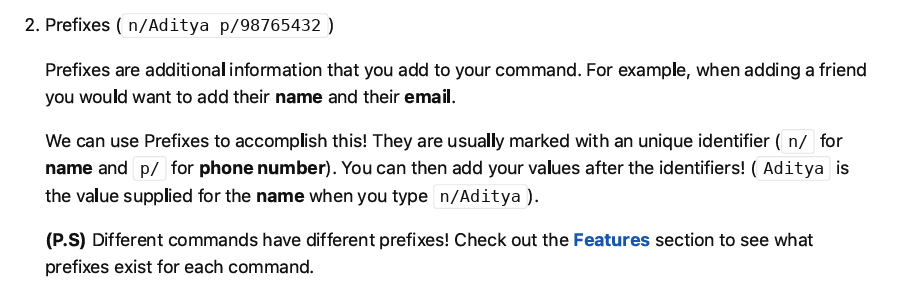 2. Prefixes ( n/Aditya p/98765432 )
Prefixes are additional information that you add to your command. For example, when adding a friend
you would want to add their name and their email.
We can use Prefixes to accomplish this! They are usually marked with an unique identifier ( n/ for
name and p/ for phone number). You can then add your values after the identifiers! ( Aditya is
the value supplied for the name when you type n/Aditya ).
(P.S) Different commands have different prefixes! Check out the Features section to see what
prefixes exist for each command.